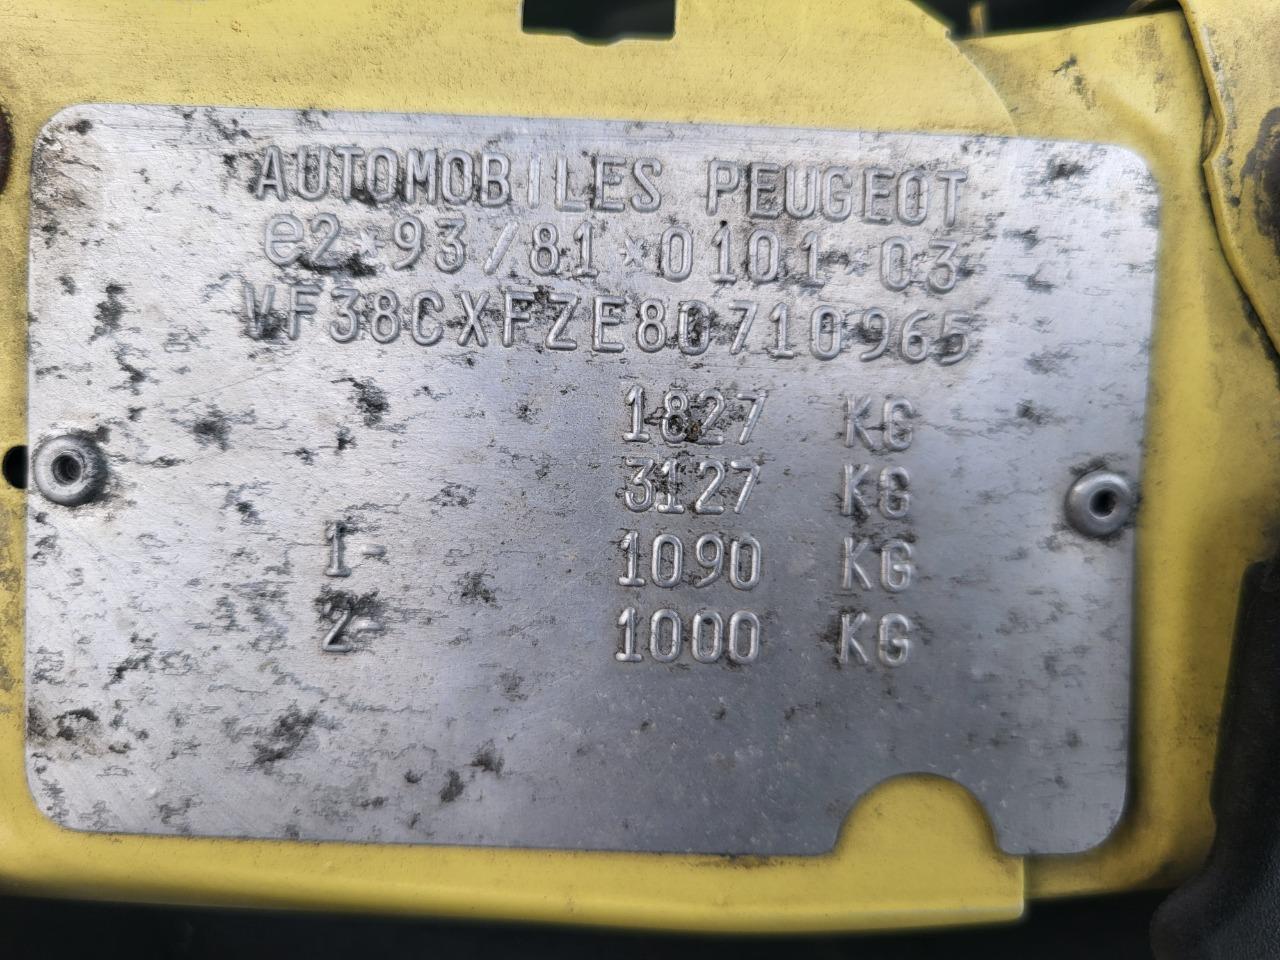 AUTOMOBILES PEUGEOT
e2*93/81*0101*03
VF38CXFZE80710965
1827 KG
3127 KG
1- 1090 KG
2- 1000 KG